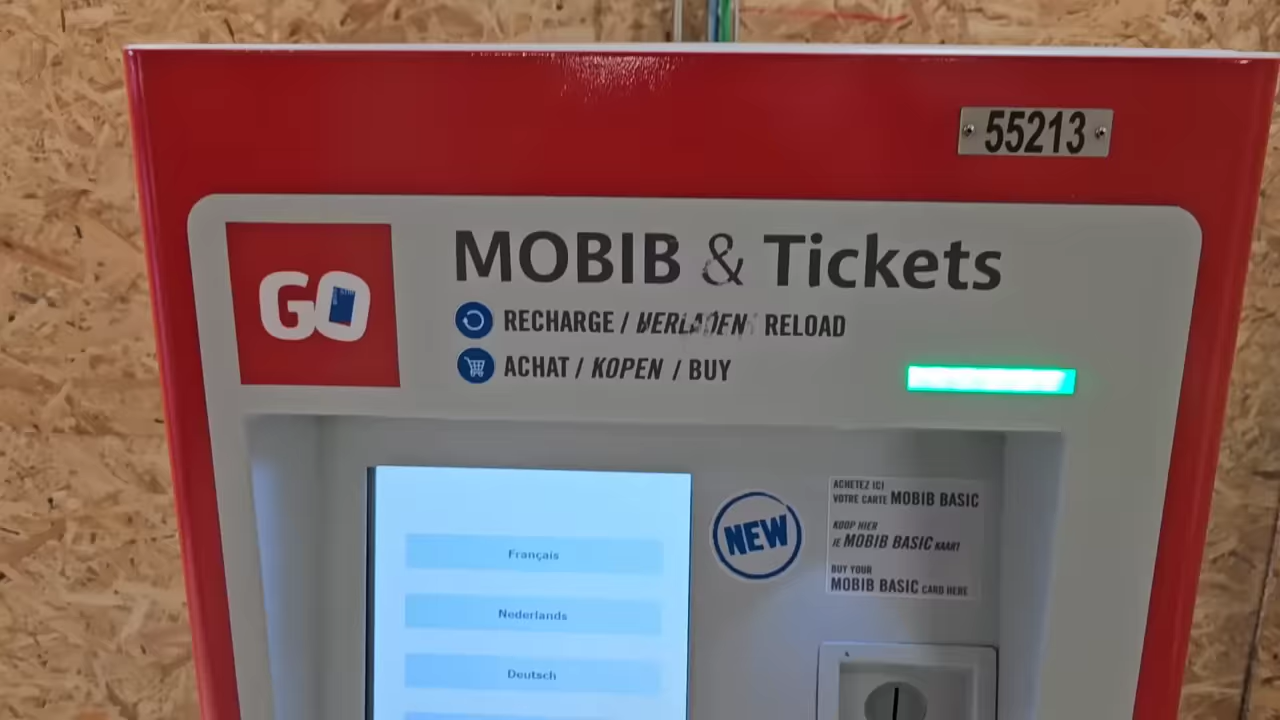 55213
GO
MOBIB & Tickets
RECHARGE / HERLADEN RELOAD
ACHAT / KOPEN / BUY
Français
Nederlands
Deutsch
NEW
ACHETEZ ICI
VOTRE CARTE MOBIB BASIC
KOOP HIER
JE MOBIB BASIC KAART
BUY YOUR
MOBIB BASIC CARD HERE